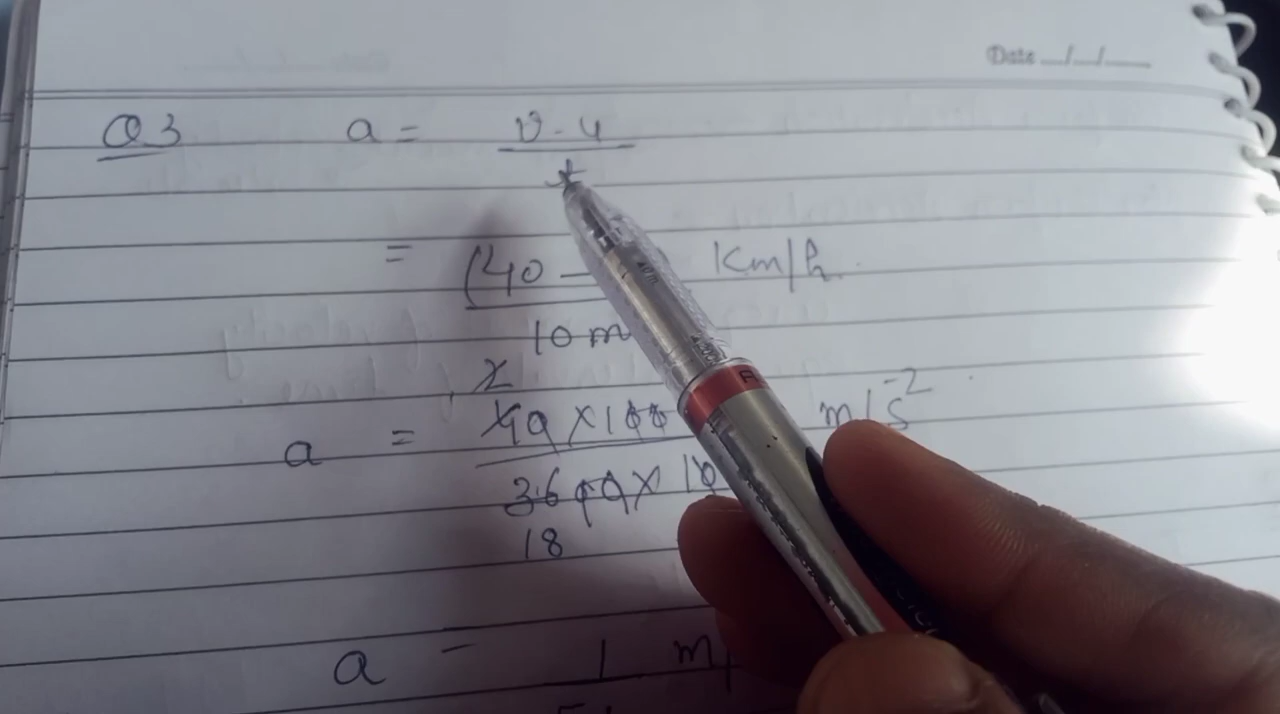 Date _/_/_
Q3 a = v-u
t
= (40 - Km/h
10 m
2
40 x 100 m/s-2
a =
3600 x 10
18
a = 1 m/